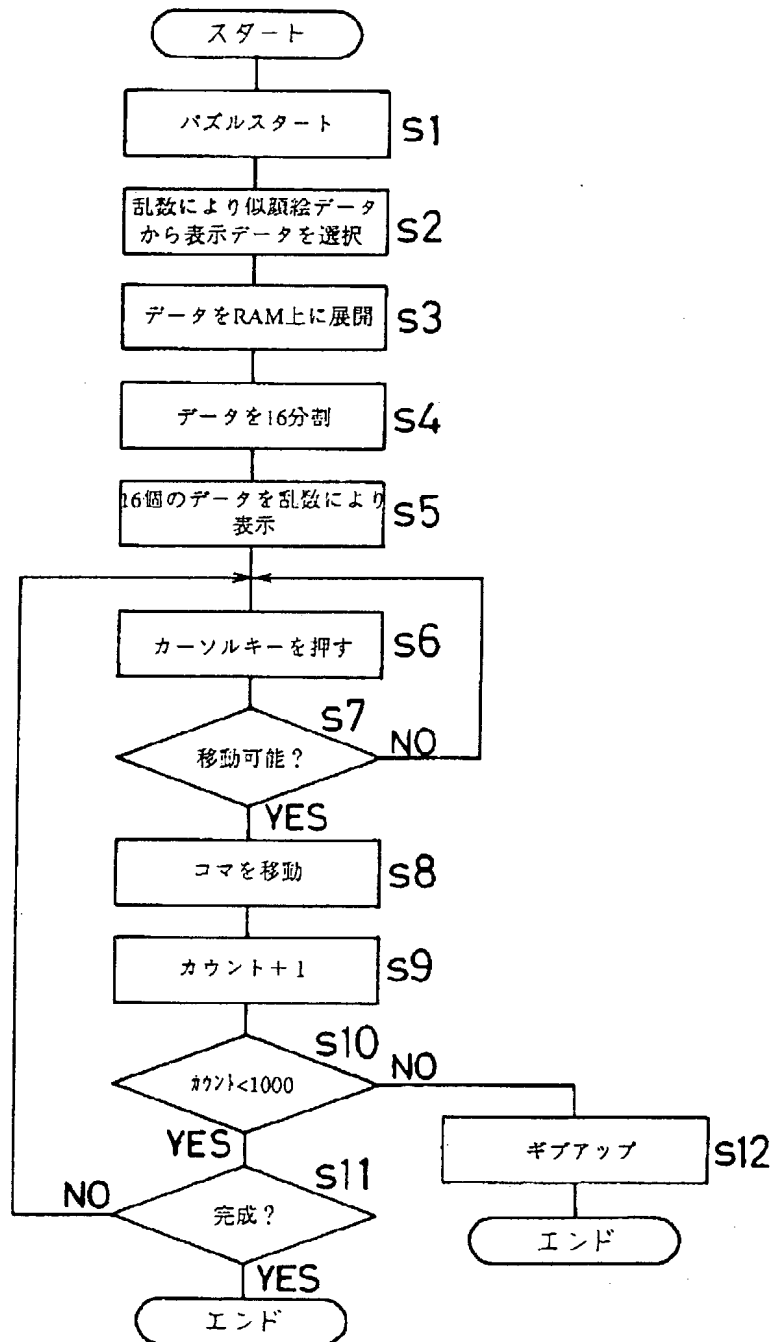 スタート
パズルスタート
S1
乱数により似顔絵データ
から表示データを選択
S2
データをRAM上に展開
S3
データを16分割
S4
16個のデータを乱数により
表示
S5
カーソルキーを押す
S6
S7
移動可能?
NO
YES
コマを移動
S8
カウント+1
S9
S10
カウント<1000
NO
YES
ギブアップ
S12
S11
NO
完成?
エンド
YES
エンド